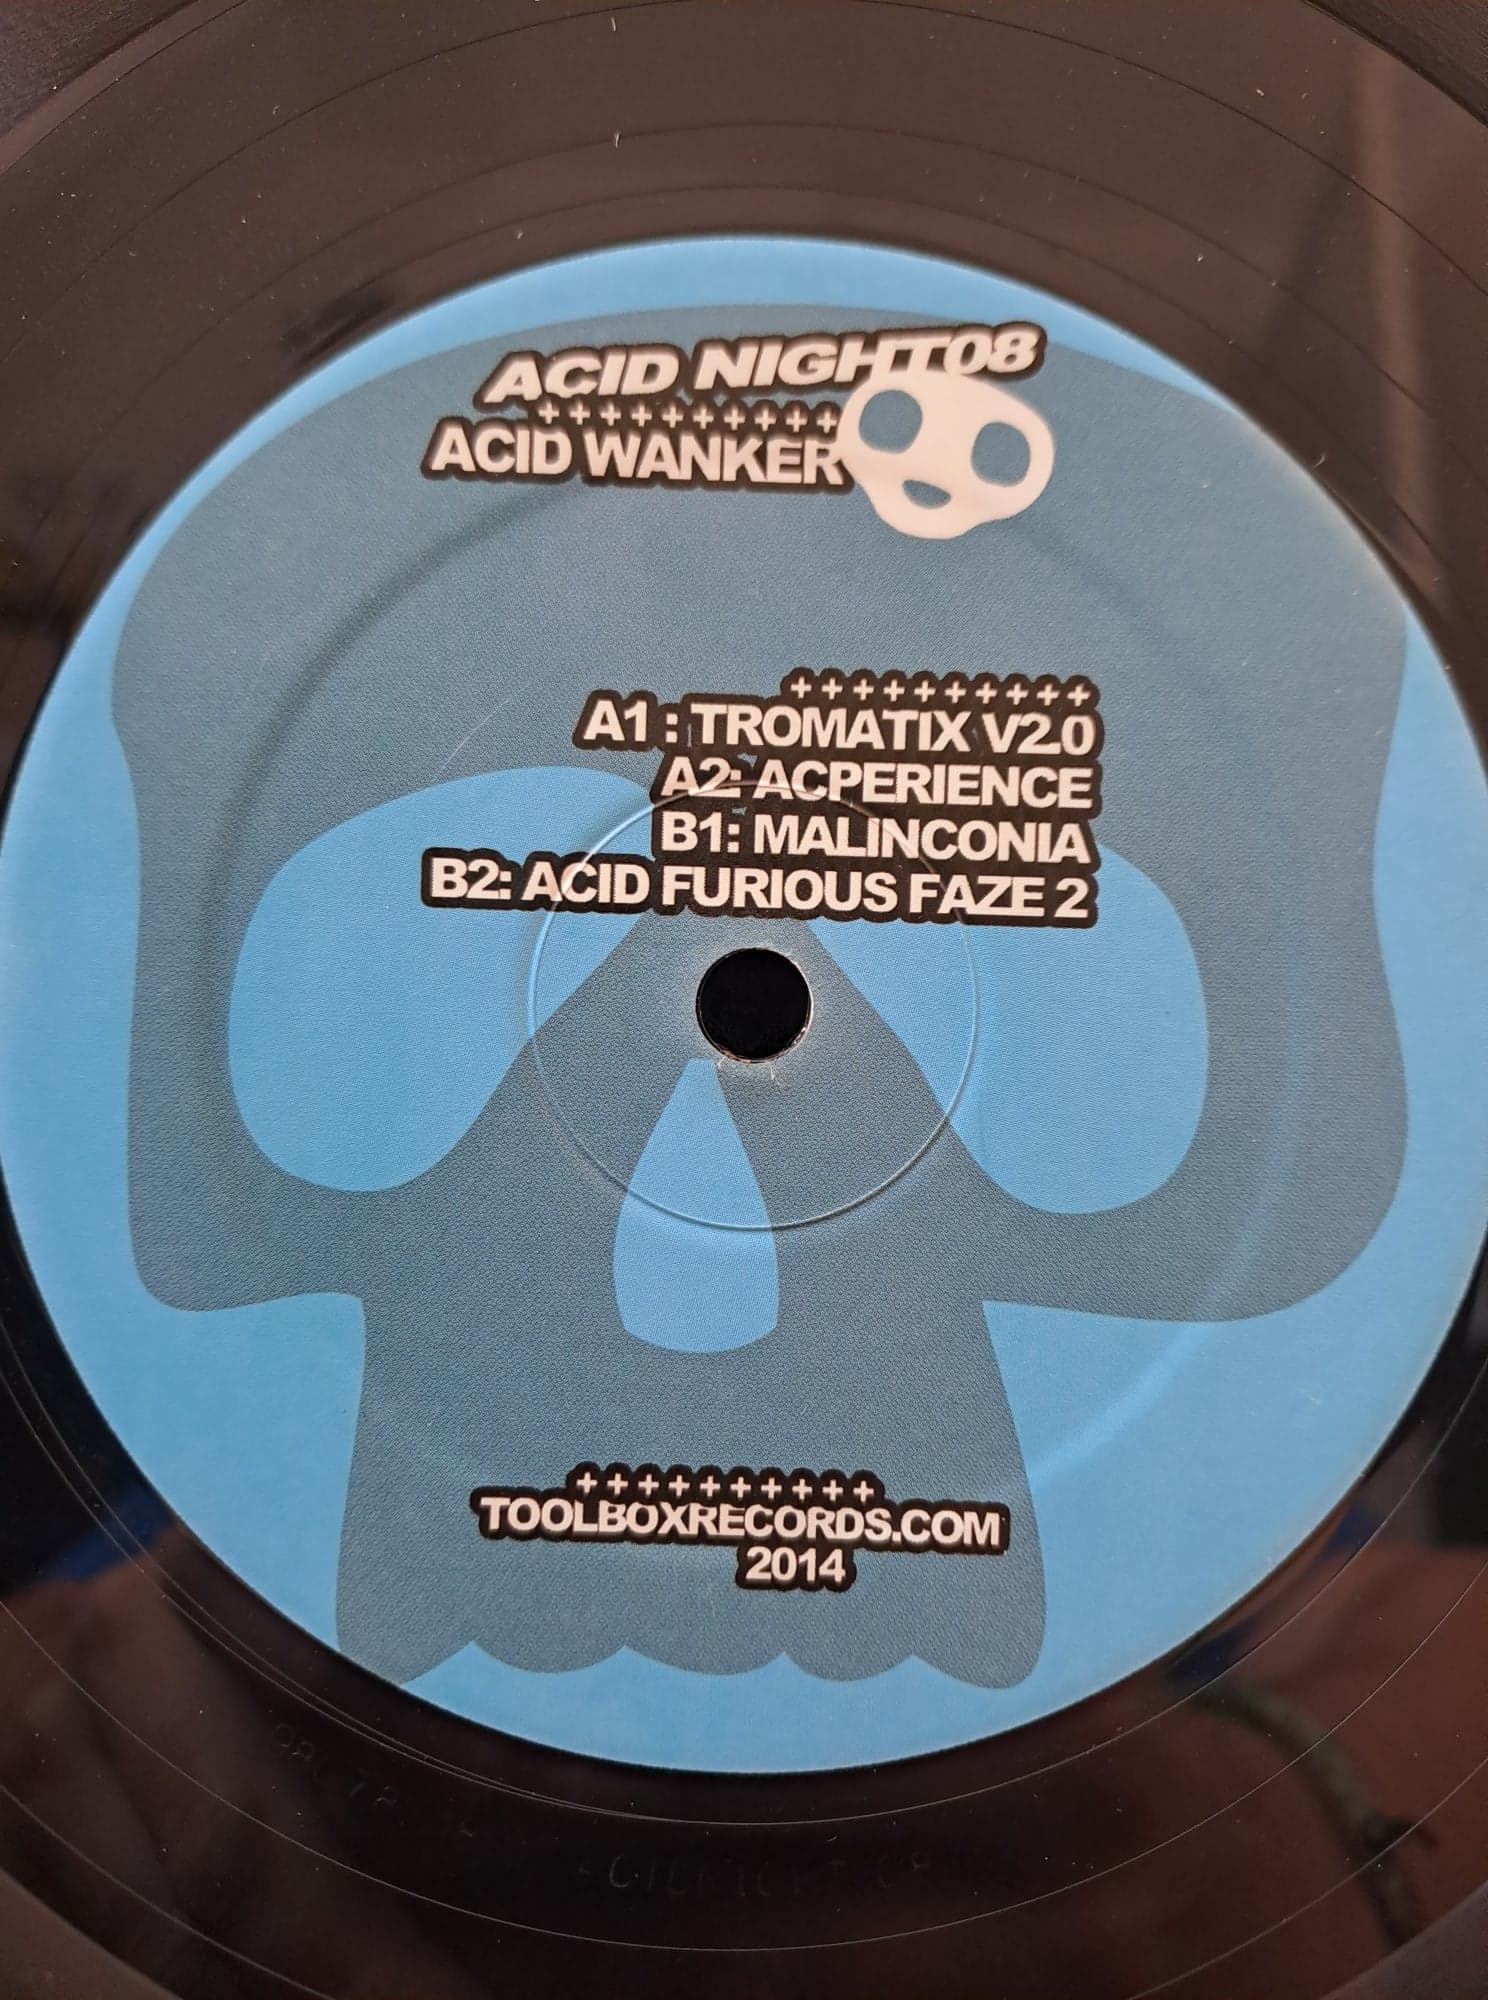 ACID NIGHT08
++++++++++
ACID WANKER
++++++++++
A1 : TROMATIX V2.0
A2: ACPERIENCE
B1: MALINCONIA
B2: ACID FURIOUS FAZE 2
++++++++++
TOOLBOXRECORDS.COM
2014